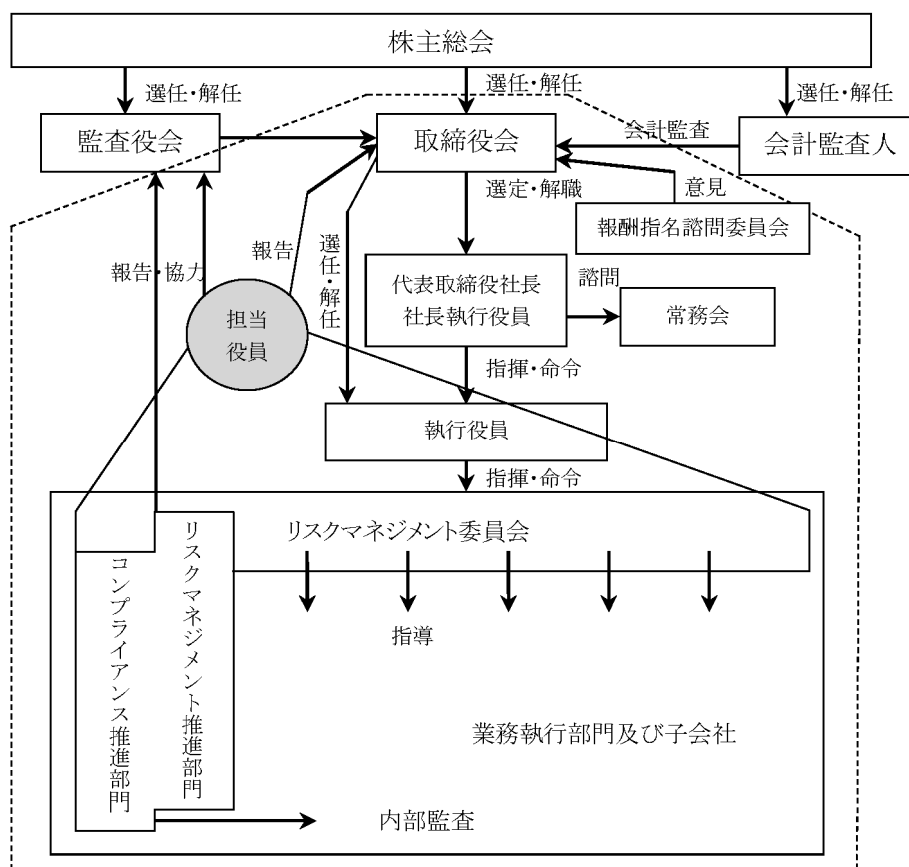 株主総会
選任・解任
選任・解任
選任・解任
監査役会
取締役会
会計監査
会計監査人
選定・解職
意見
報酬指名諮問委員会
報告
選任・解任
報告・協力
代表取締役社長
社長執行役員
諮問
常務会
担当
役員
指揮・命令
執行役員
指揮・命令
リスクマネジメント委員会
コンプライアンス推進部門
リスクマネジメント推進部門
指導
業務執行部門及び子会社
内部監査